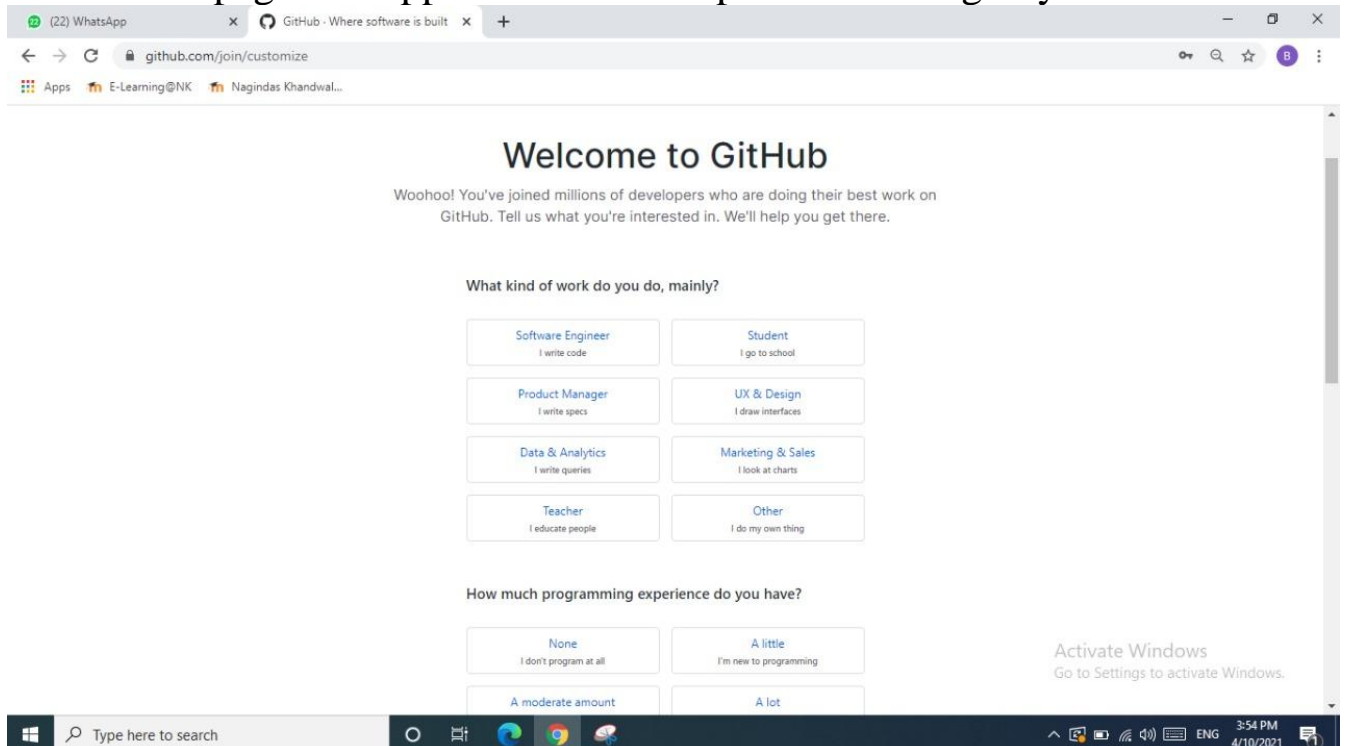 (22) WhatsApp
GitHub · Where software is built
github.com/join/customize
B
Apps
E-Learning@NK
Nagindas Khandwal...
Welcome to GitHub
Woohoo! You've joined millions of developers who are doing their best work on
GitHub. Tell us what you're interested in. We'll help you get there.
What kind of work do you do, mainly?
Software Engineer
I write code
Student
I go to school
Product Manager
I write specs
UX & Design
I draw interfaces
Data & Analytics
I write queries
Marketing & Sales
I look at charts
Teacher
I educate people
Other
I do my own thing
How much programming experience do you have?
None
I don't program at all
A little
I'm new to programming
A moderate amount
A lot
Activate Windows
Go to Settings to activate Windows.
Type here to search
ENG
3:54 PM
4/10/2021